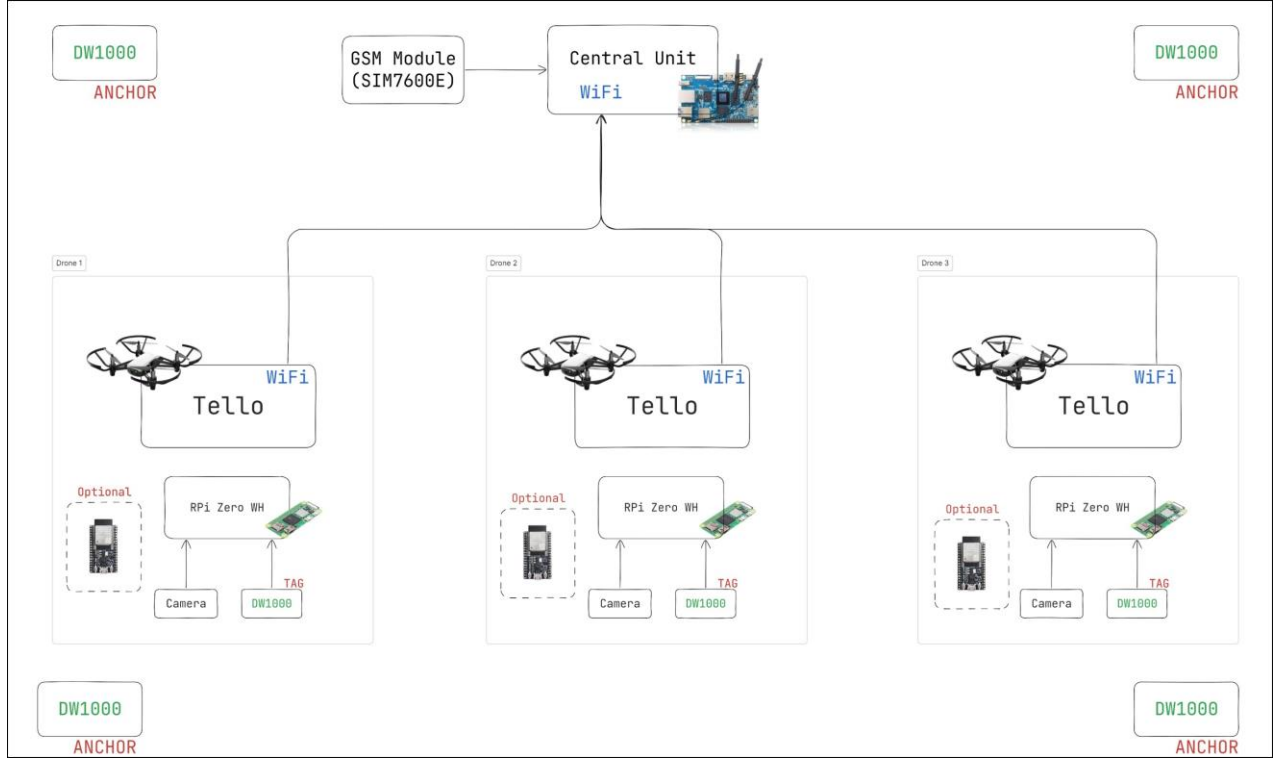 DW1000
ANCHOR
GSM Module
(SIM7600E)
Central Unit
WiFi
DW1000
ANCHOR
Drone 1
WiFi
Tello
Optional
RPi Zero WH
Camera
TAG
DW1000
Drone 2
WiFi
Tello
Optional
RPi Zero WH
Camera
TAG
DW1000
Drone 3
WiFi
Tello
Optional
RPi Zero WH
Camera
TAG
DW1000
DW1000
ANCHOR
DW1000
ANCHOR